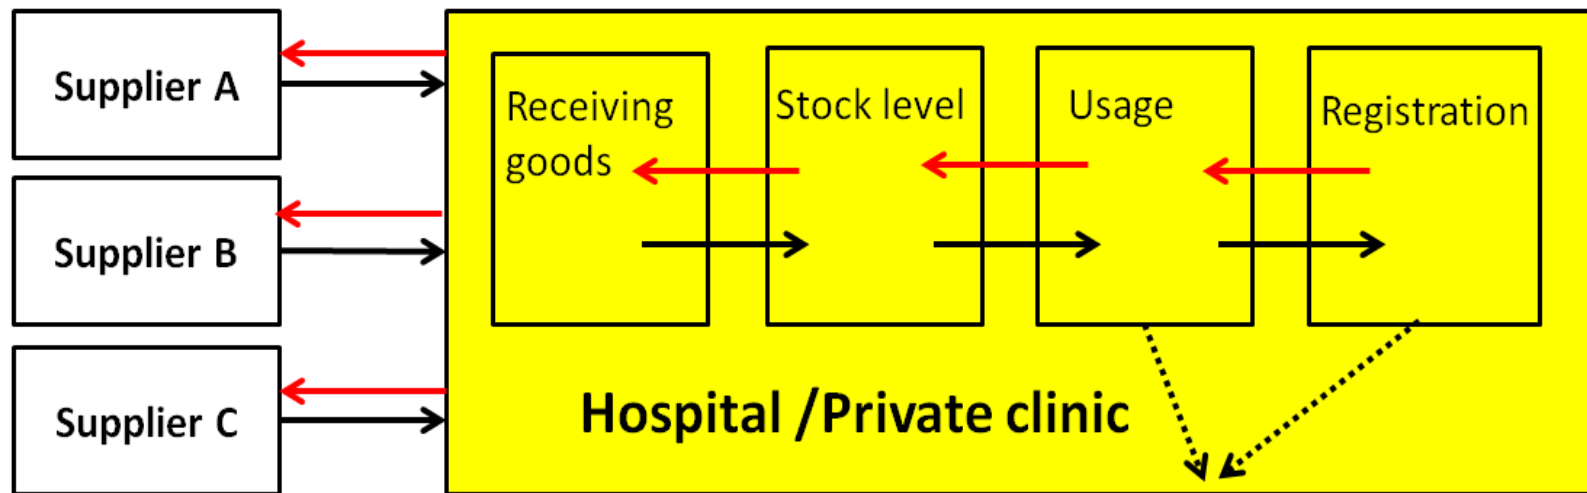 Supplier A
Receiving
goods
Stock level
Usage
Registration
Supplier B
Supplier C
Hospital /Private clinic